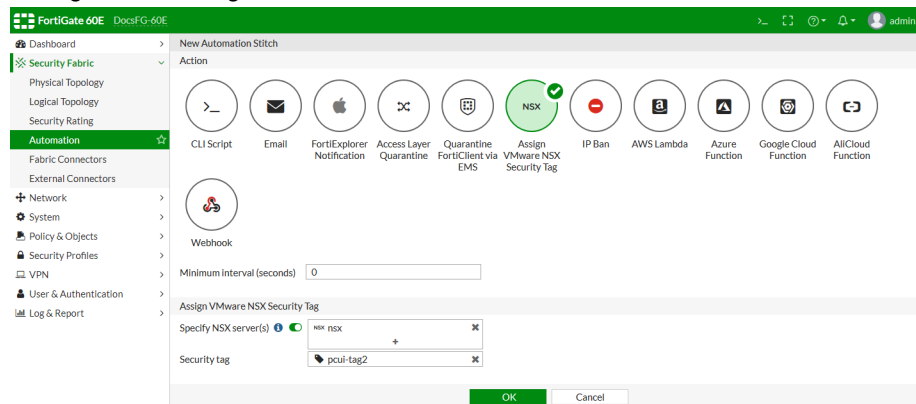 FortiGate 60E DocsFG-60E
>_
admin
Dashboard
Security Fabric
Physical Topology
Logical Topology
Security Rating
Automation
Fabric Connectors
External Connectors
Network
System
Policy & Objects
Security Profiles
VPN
User & Authentication
Log & Report
New Automation Stitch
Action
>_
NSX
a
CLI Script
Email
FortiExplorer
Notification
Access Layer
Quarantine
Quarantine
FortiClient via
EMS
Assign
VMware NSX
Security Tag
IP Ban
AWS Lambda
Azure
Function
Google Cloud
Function
AliCloud
Function
Webhook
Minimum interval (seconds) 0
Assign VMware NSX Security Tag
Specify NSX server(s) NSX nsx
+
Security tag pcui-tag2
OK Cancel